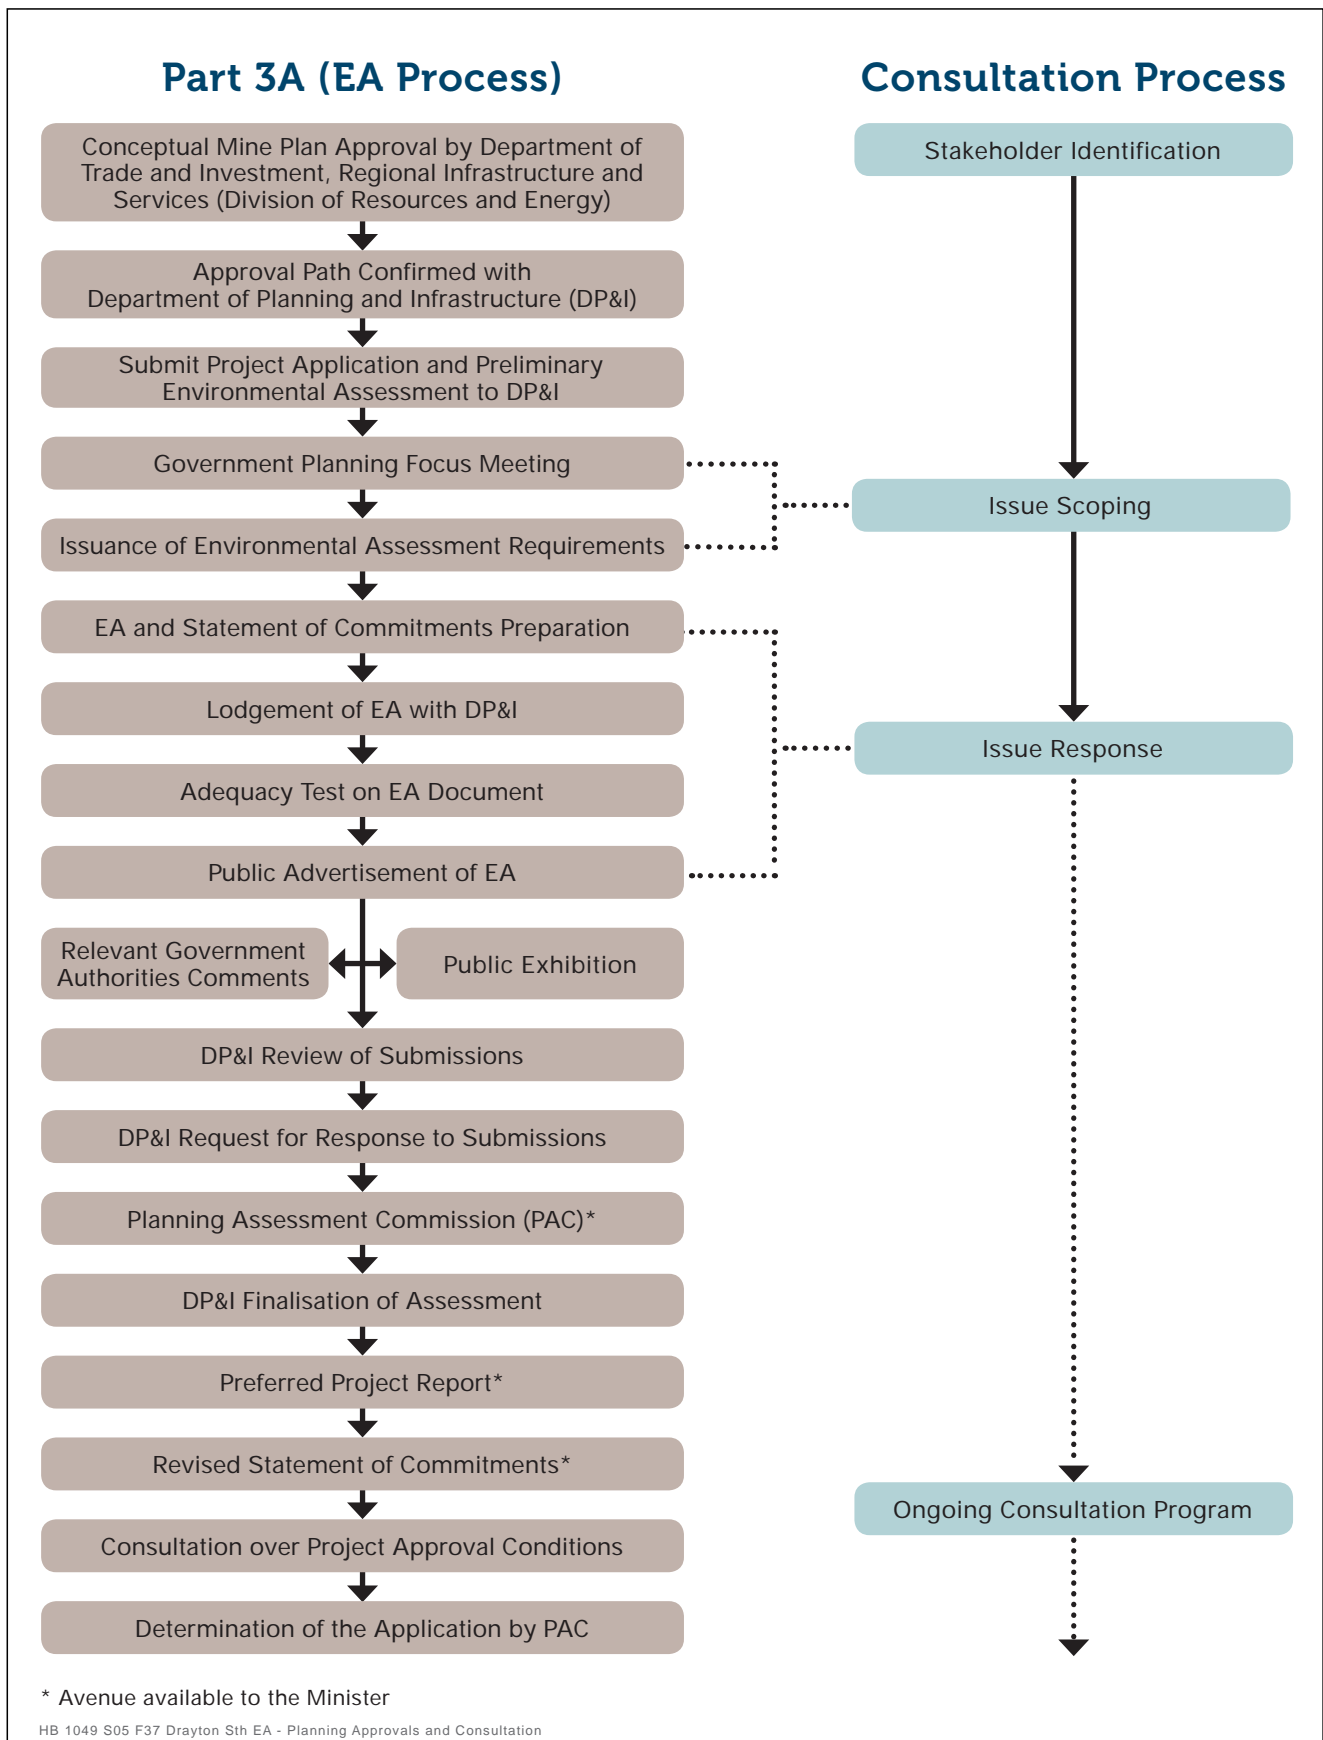 Part 3A (EA Process)
Conceptual Mine Plan Approval by Department of
Trade and Investment, Regional Infrastructure and
Services (Division of Resources and Energy)
Approval Path Confirmed with
Department of Planning and Infrastructure (DP&I)
Submit Project Application and Preliminary
Environmental Assessment to DP&I
Government Planning Focus Meeting
Issuance of Environmental Assessment Requirements
EA and Statement of Commitments Preparation
Lodgement of EA with DP&I
Adequacy Test on EA Document
Public Advertisement of EA
Relevant Government
Authorities Comments
Public Exhibition
DP&I Review of Submissions
DP&I Request for Response to Submissions
Planning Assessment Commission (PAC)*
DP&I Finalisation of Assessment
Preferred Project Report*
Revised Statement of Commitments*
Consultation over Project Approval Conditions
Determination of the Application by PAC
Consultation Process
Stakeholder Identification
Issue Scoping
Issue Response
Ongoing Consultation Program
* Avenue available to the Minister
HB 1049 S05 F37 Drayton Sth EA - Planning Approvals and Consultation